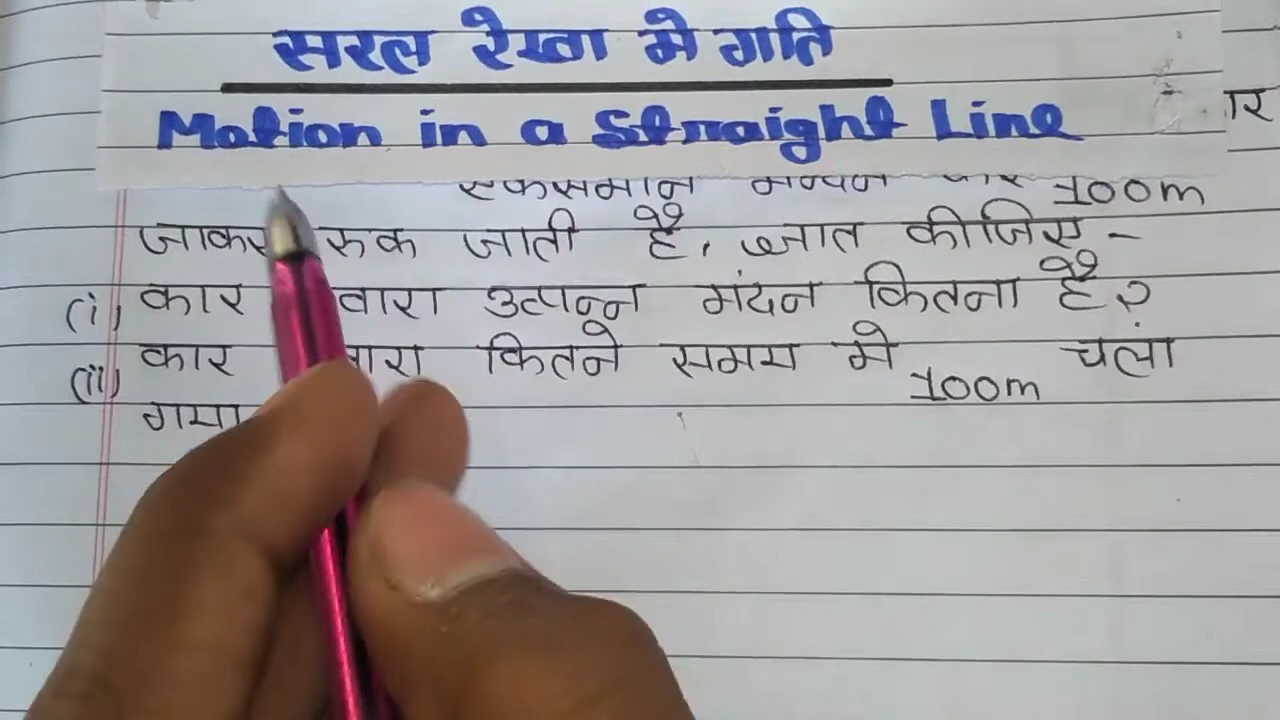 सरल रेखा मे गति
Motion in a Straight Line
एकसमान मन्दन 100m
जाकर रुक जाती है, ज्ञात कीजिए -
(i) कार उत्पन्न मंदन कितना है?
(ii) कार कितने समय मे 100m चला
गया